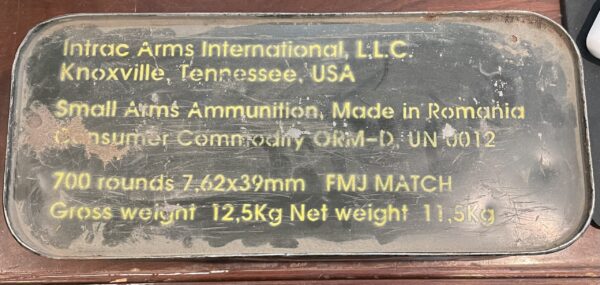 Intrac Arms International, L.L.C.
Knoxville, Tennessee, USA
Small Arms Ammunition, Made in Romania
Consumer Commodity ORM-D, UN 0012
700 rounds 7,62x39mm FMJ MATCH
Gross weight 12,5Kg Net weight 11,5Kg